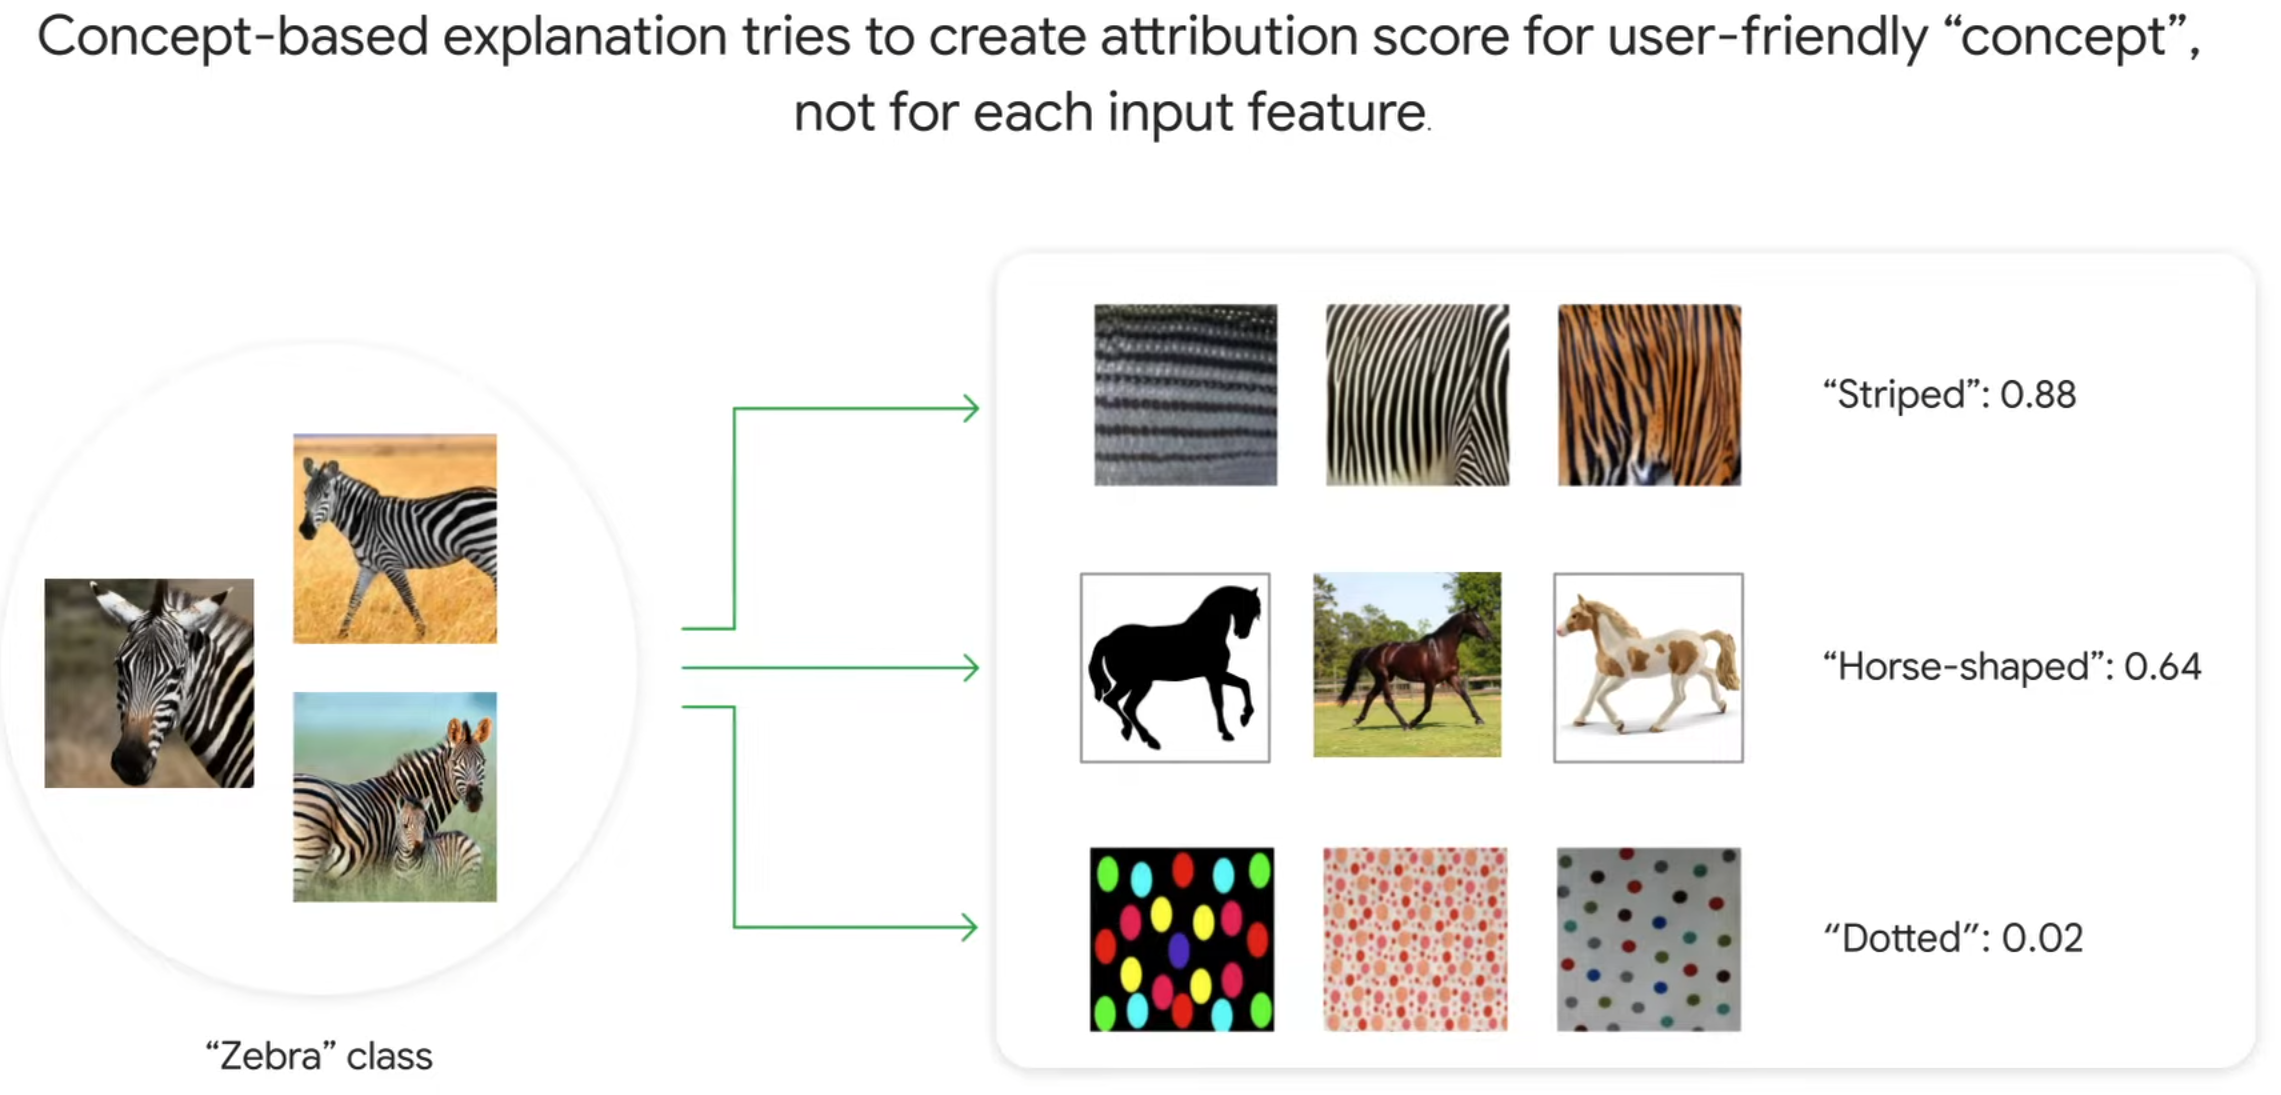 Concept-based explanation tries to create attribution score for user-friendly “concept”,
not for each input feature.
“Striped”: 0.88
“Horse-shaped”: 0.64
“Dotted”: 0.02
“Zebra” class